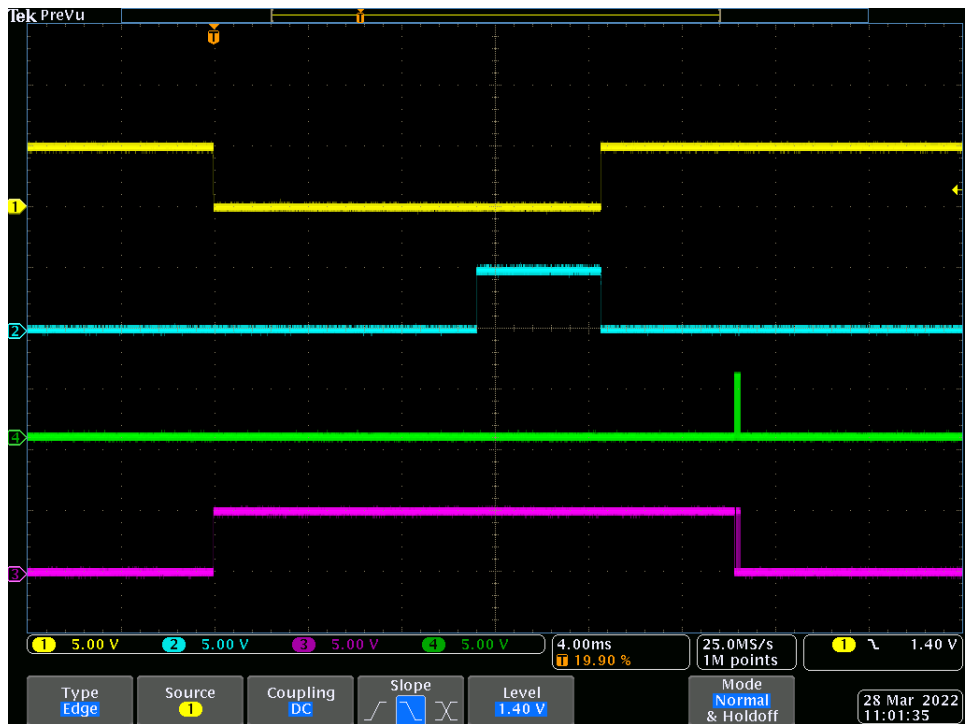 Tek PreVu
T
T
1
2
4
3
1 5.00 V 2 5.00 V 3 5.00 V 4 5.00 V
4.00ms
T 19.90 %
25.0MS/s
1M points
1 1.40 V
Type
Edge
Source
1
Coupling
DC
Slope
Level
1.40 V
Mode
Normal
& Holdoff
28 Mar 2022
11:01:35